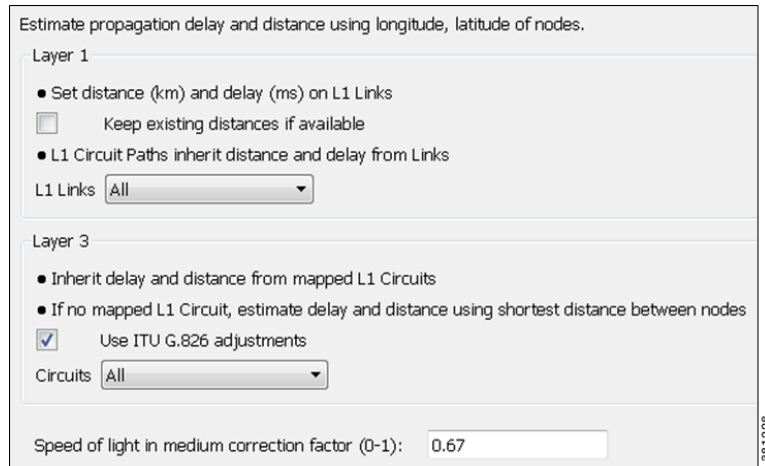 Estimate propagation delay and distance using longitude, latitude of nodes.
Layer 1
• Set distance (km) and delay (ms) on L1 Links
Keep existing distances if available
• L1 Circuit Paths inherit distance and delay from Links
L1 Links All
Layer 3
• Inherit delay and distance from mapped L1 Circuits
• If no mapped L1 Circuit, estimate delay and distance using shortest distance between nodes
Use ITU G.826 adjustments
Circuits All
Speed of light in medium correction factor (0-1): 0.67